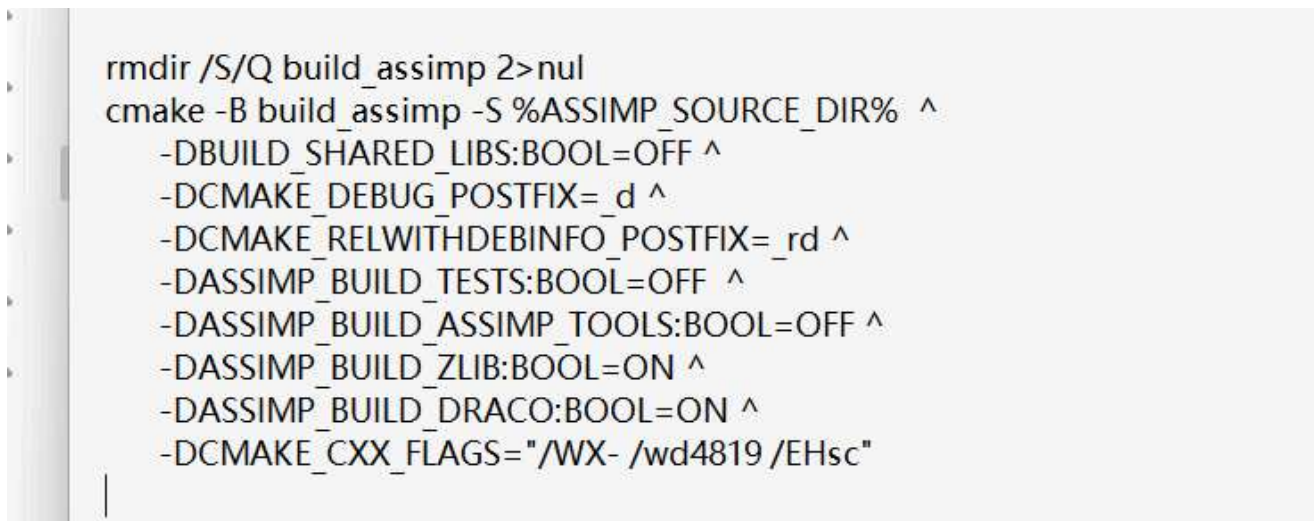 rmdir /S/Q build_assimp 2>nul
cmake -B build_assimp -S %ASSIMP_SOURCE_DIR%  ^
-DBUILD_SHARED_LIBS:BOOL=OFF ^
-DCMAKE_DEBUG_POSTFIX=_d ^
-DCMAKE_RELWITHDEBINFO_POSTFIX=_rd ^
-DASSIMP_BUILD_TESTS:BOOL=OFF  ^
-DASSIMP_BUILD_ASSIMP_TOOLS:BOOL=OFF ^
-DASSIMP_BUILD_ZLIB:BOOL=ON ^
-DASSIMP_BUILD_DRACO:BOOL=ON ^
-DCMAKE_CXX_FLAGS="/WX- /wd4819 /EHsc"